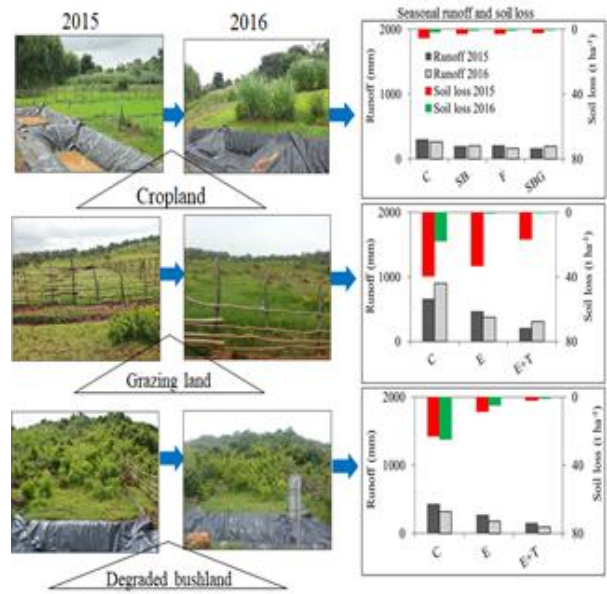 2015
2016
Seasonal runoff and soil loss
2000
1000
0
Runoff (mm)
Runoff 2015
Runoff 2016
Soil loss 2015
Soil loss 2016
0
40
80
Soil loss (t ha⁻¹)
C SB F SBG
Cropland
2000
1000
0
Runoff (mm)
0
40
80
Soil loss (t ha⁻¹)
C E E+T
Grazing land
2000
1000
0
Runoff (mm)
0
40
80
Soil loss (t ha⁻¹)
C E E+T
Degraded bushland